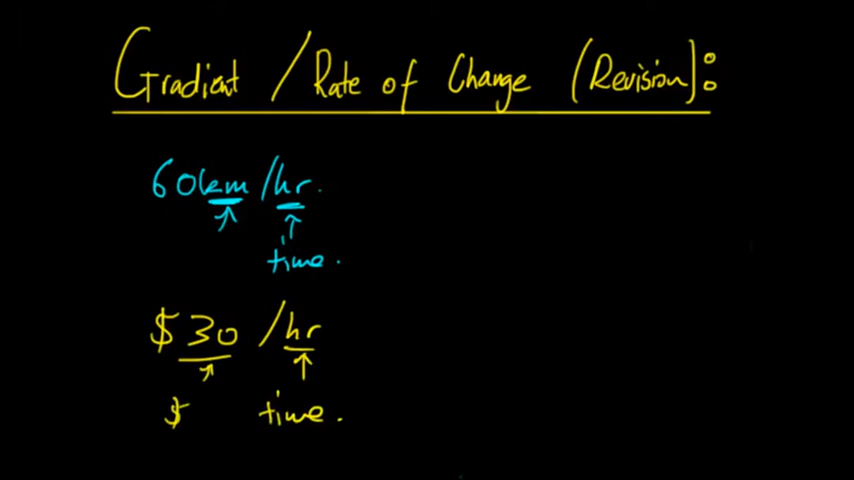 Gradient / Rate of Change (Revision):
60km /hr.
time.
$30 /hr
$ time.